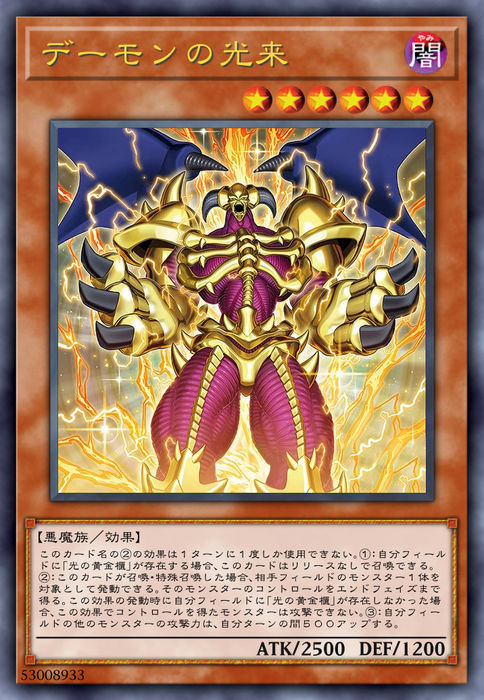 デーモンの光来
やみ
闇
【悪魔族／効果】
このカード名の②の効果は１ターンに１度しか使用できない。①：自分フィール
ドに「光の黄金櫃」が存在する場合、このカードはリリースなしで召喚できる。
②：このカードが召喚・特殊召喚した場合、相手フィールドのモンスター１体を
対象として発動できる。そのモンスターのコントロールをエンドフェイズまで
得る。この効果の発動時に自分フィールドに「光の黄金櫃」が存在しなかった場
合、この効果でコントロールを得たモンスターは攻撃できない。③：自分フィー
ルドの他のモンスターの攻撃力は、自分ターンの間５００アップする。
ATK/2500 DEF/1200
53008933